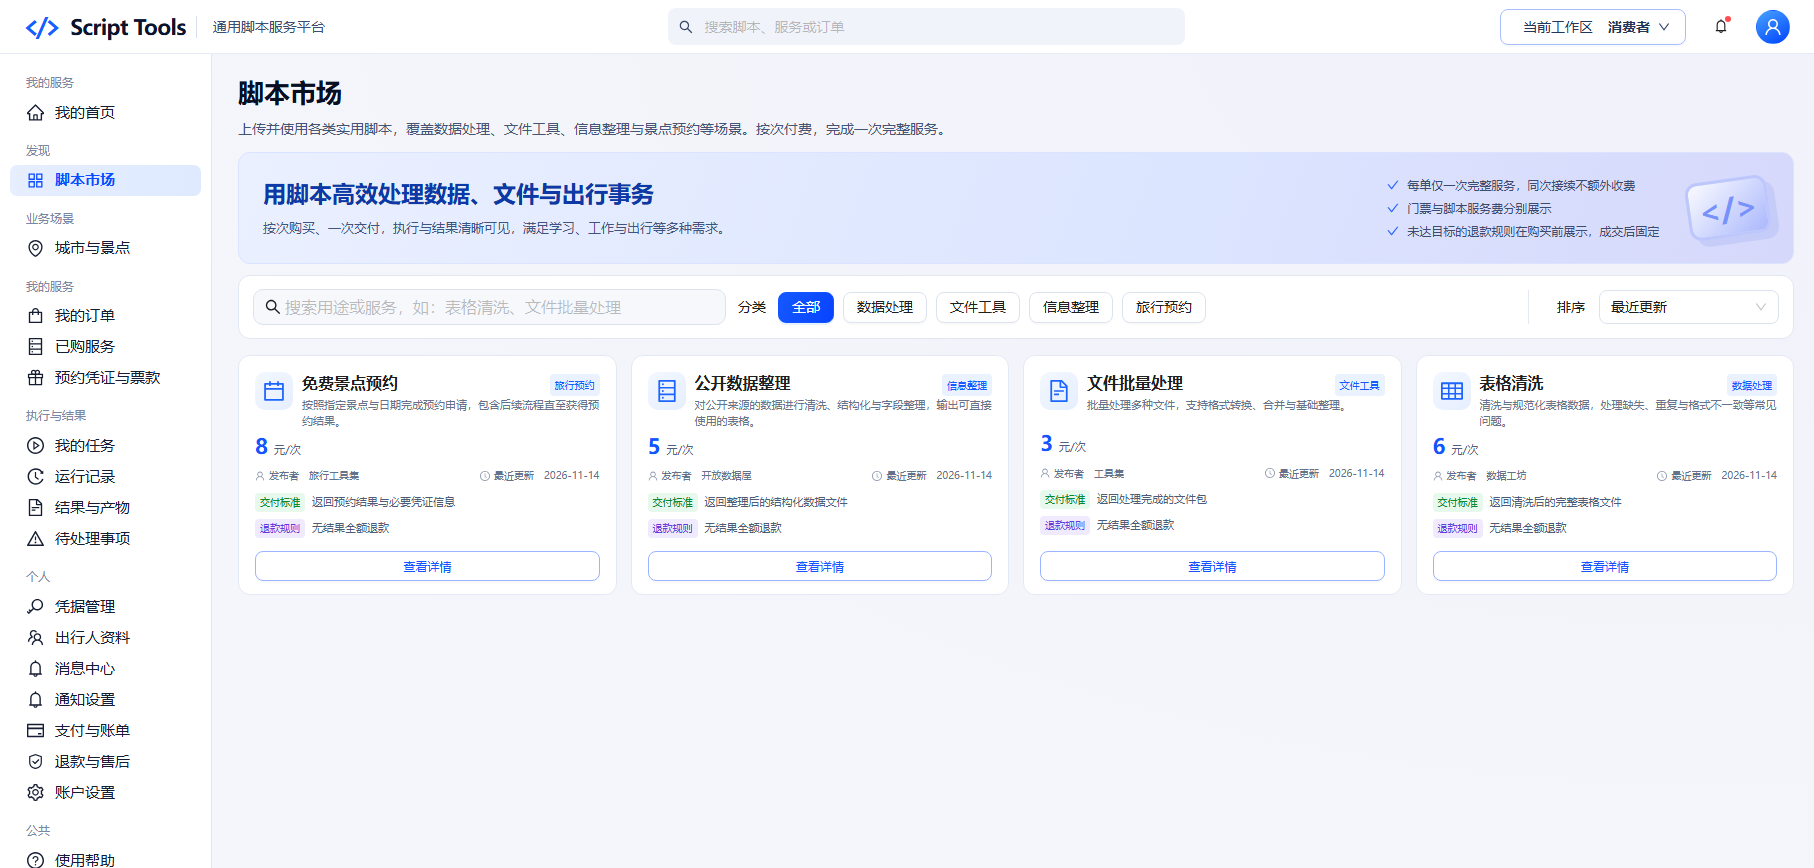 </> Script Tools
通用脚本服务平台
搜索脚本、服务或订单
当前工作区 消费者
我的服务
我的首页
发现
脚本市场
业务场景
城市与景点
我的服务
我的订单
已购服务
预约凭证与票款
执行与结果
我的任务
运行记录
结果与产物
待处理事项
个人
凭据管理
出行人资料
消息中心
通知设置
支付与账单
退款与售后
账户设置
公共
使用帮助
脚本市场
上传并使用各类实用脚本，覆盖数据处理、文件工具、信息整理与景点预约等场景。按次付费，完成一次完整服务。
用脚本高效处理数据、文件与出行事务
按次购买、一次交付，执行与结果清晰可见，满足学习、工作与出行等多种需求。
每单仅一次完整服务，同次接续不额外收费
门票与脚本服务费分别展示
未达目标的退款规则在购买前展示，成交后固定
</>
搜索用途或服务，如：表格清洗、文件批量处理
分类 全部 数据处理 文件工具 信息整理 旅行预约
排序 最近更新
免费景点预约 旅行预约
按照指定景点与日期完成预约申请，包含后续流程直至获得预
约结果。
8 元/次
发布者 旅行工具集 最近更新 2026-11-14
交付标准 返回预约结果与必要凭证信息
退款规则 无结果全额退款
查看详情
公开数据整理 信息整理
对公开来源的数据进行清洗、结构化与字段整理，输出可直接
使用的表格。
5 元/次
发布者 开放数据屋 最近更新 2026-11-14
交付标准 返回整理后的结构化数据文件
退款规则 无结果全额退款
查看详情
文件批量处理 文件工具
批量处理多种文件，支持格式转换、合并与基础整理。
3 元/次
发布者 工具集 最近更新 2026-11-14
交付标准 返回处理完成的文件包
退款规则 无结果全额退款
查看详情
表格清洗 数据处理
清洗与规范化表格数据，处理缺失、重复与格式不一致等常见
问题。
6 元/次
发布者 数据工坊 最近更新 2026-11-14
交付标准 返回清洗后的完整表格文件
退款规则 无结果全额退款
查看详情